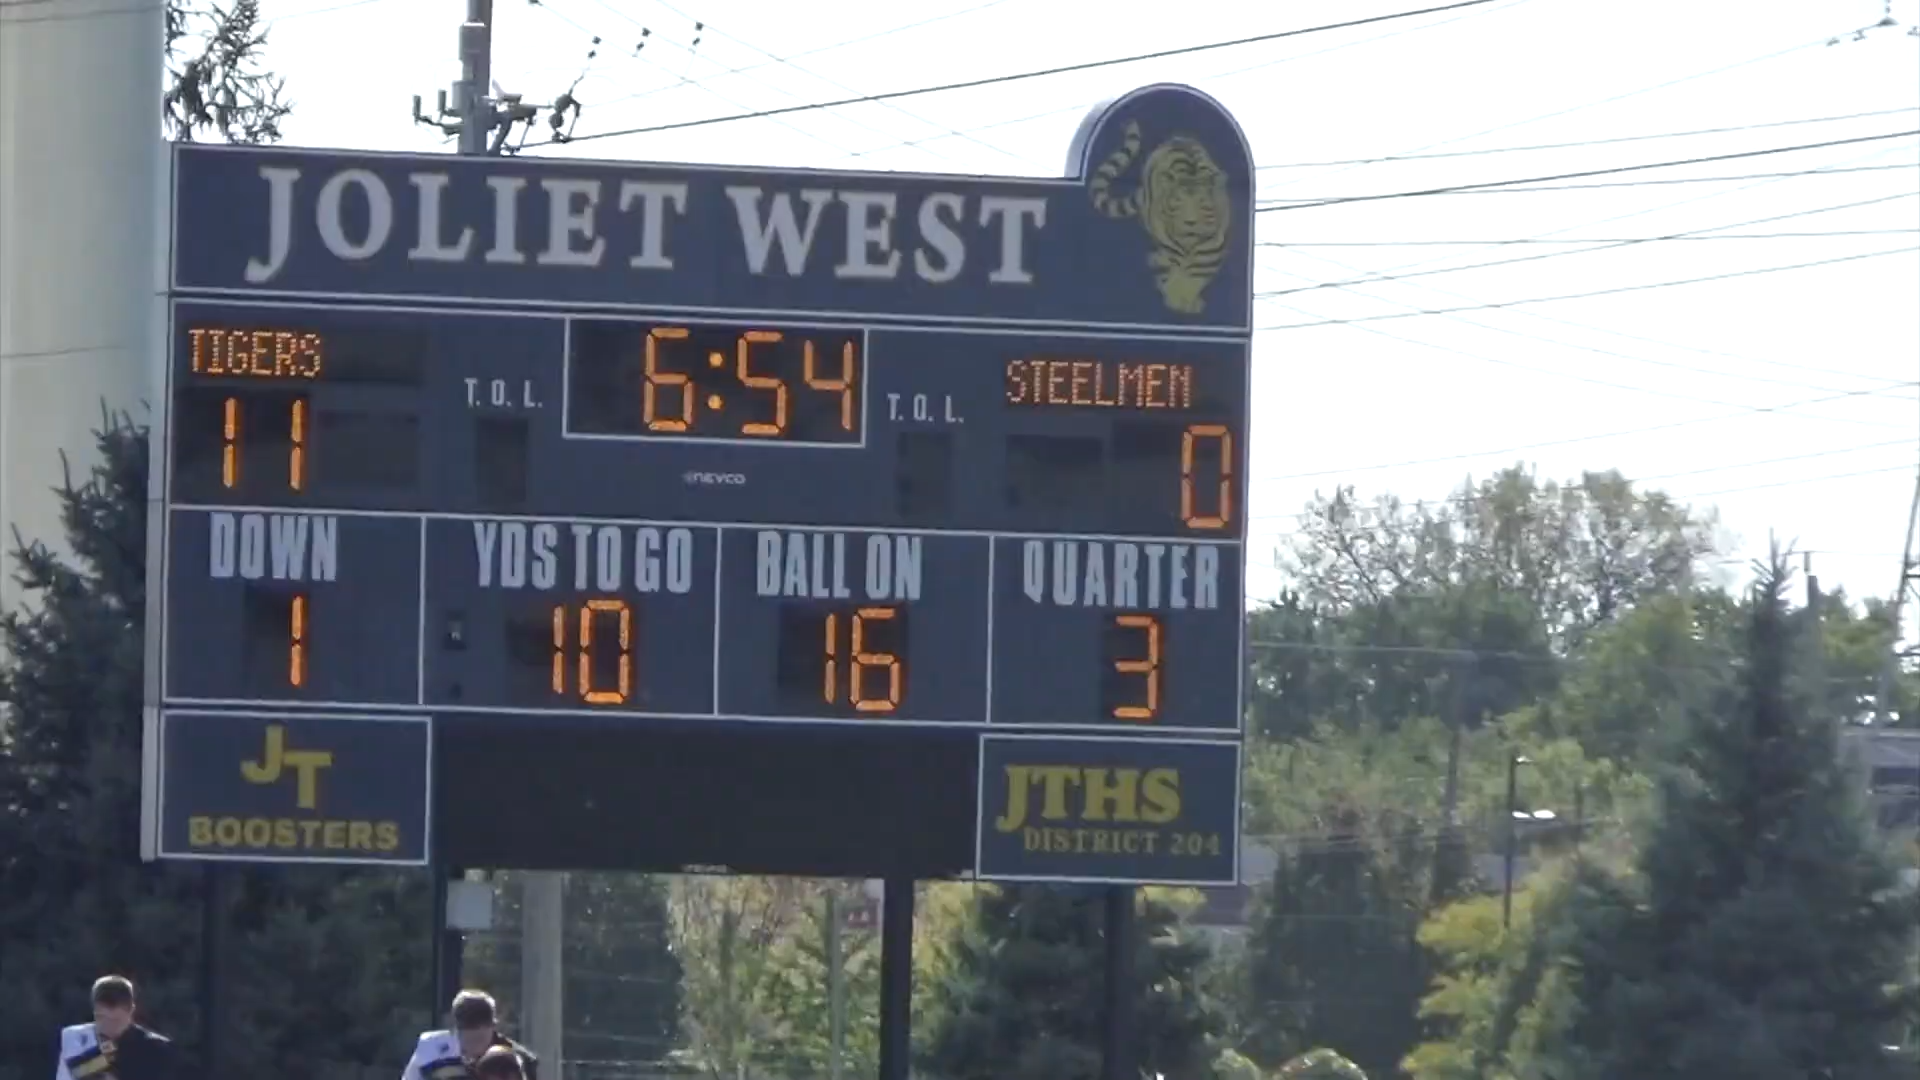 JOLIET WEST
TIGERS
T. O. L.
6:54
T. O. L.
STEELMEN
11
NEVCO
0
DOWN
YDS TO GO
BALL ON
QUARTER
1
10
16
3
JT
BOOSTERS
JTHS
DISTRICT 204